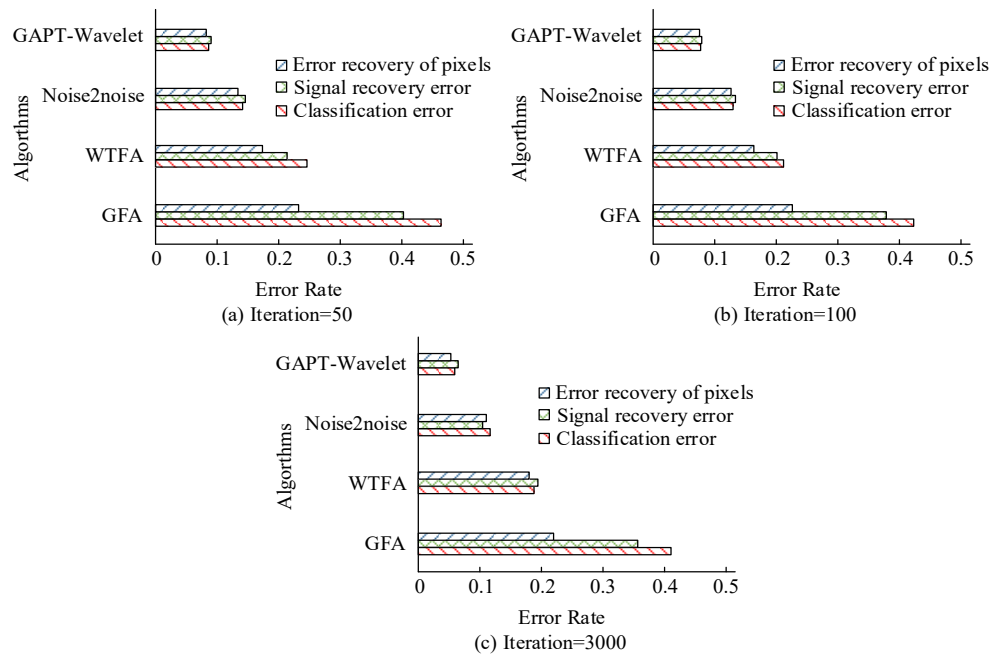 GAPT-Wavelet
Noise2noise
WTFA
GFA
Algorthms
Error recovery of pixels
Signal recovery error
Classification error
0 0.1 0.2 0.3 0.4 0.5
Error Rate
(a) Iteration=50
GAPT-Wavelet
Noise2noise
WTFA
GFA
Algorthms
Error recovery of pixels
Signal recovery error
Classification error
0 0.1 0.2 0.3 0.4 0.5
Error Rate
(b) Iteration=100
GAPT-Wavelet
Noise2noise
WTFA
GFA
Algorthms
Error recovery of pixels
Signal recovery error
Classification error
0 0.1 0.2 0.3 0.4 0.5
Error Rate
(c) Iteration=3000